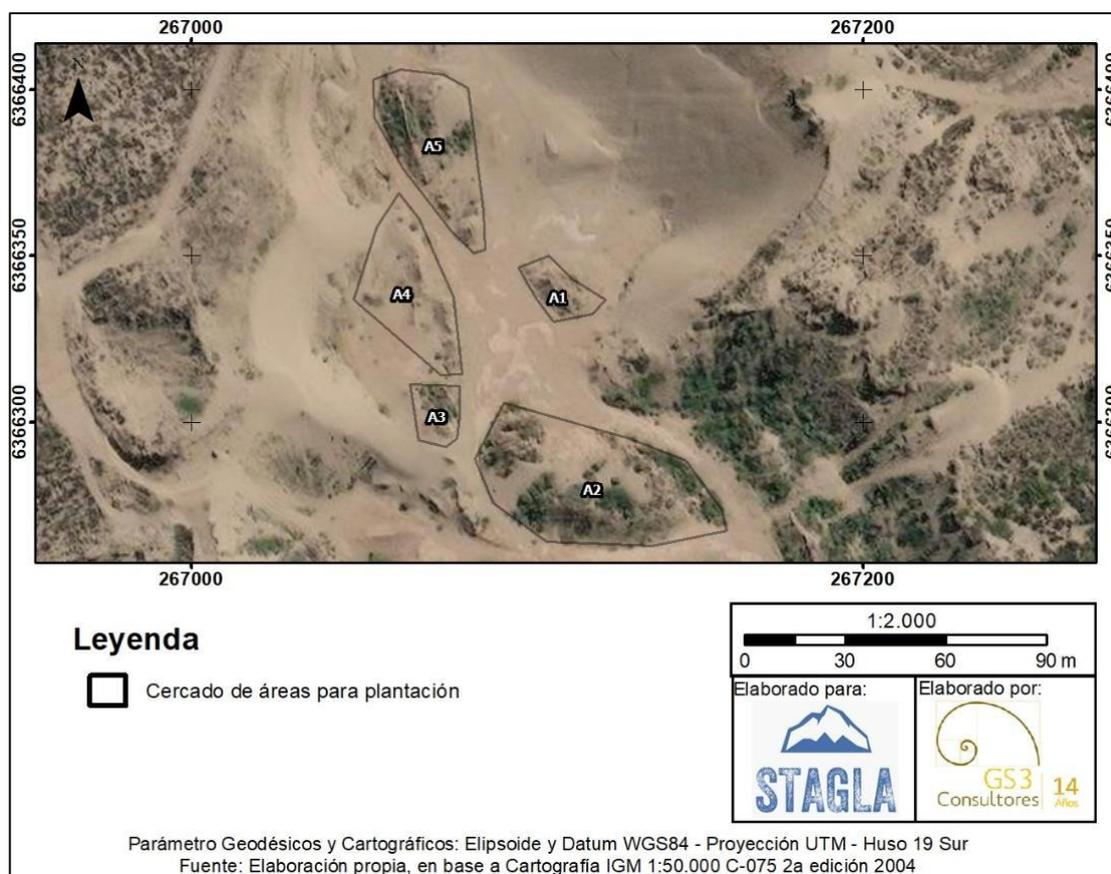 267000 267200
N
6366400 6366400
A5
6366350 6366350
A4 A1
6366300 6366300
A3
A2
267000 267200
Leyenda
Cercado de áreas para plantación
1:2.000
0 30 60 90 m
Elaborado para:
STAGLA
Elaborado por:
GS3
Consultores
14
Años
Parámetro Geodésicos y Cartográficos: Elipsoide y Datum WGS84 - Proyección UTM - Huso 19 Sur
Fuente: Elaboración propia, en base a Cartografía IGM 1:50.000 C-075 2a edición 2004